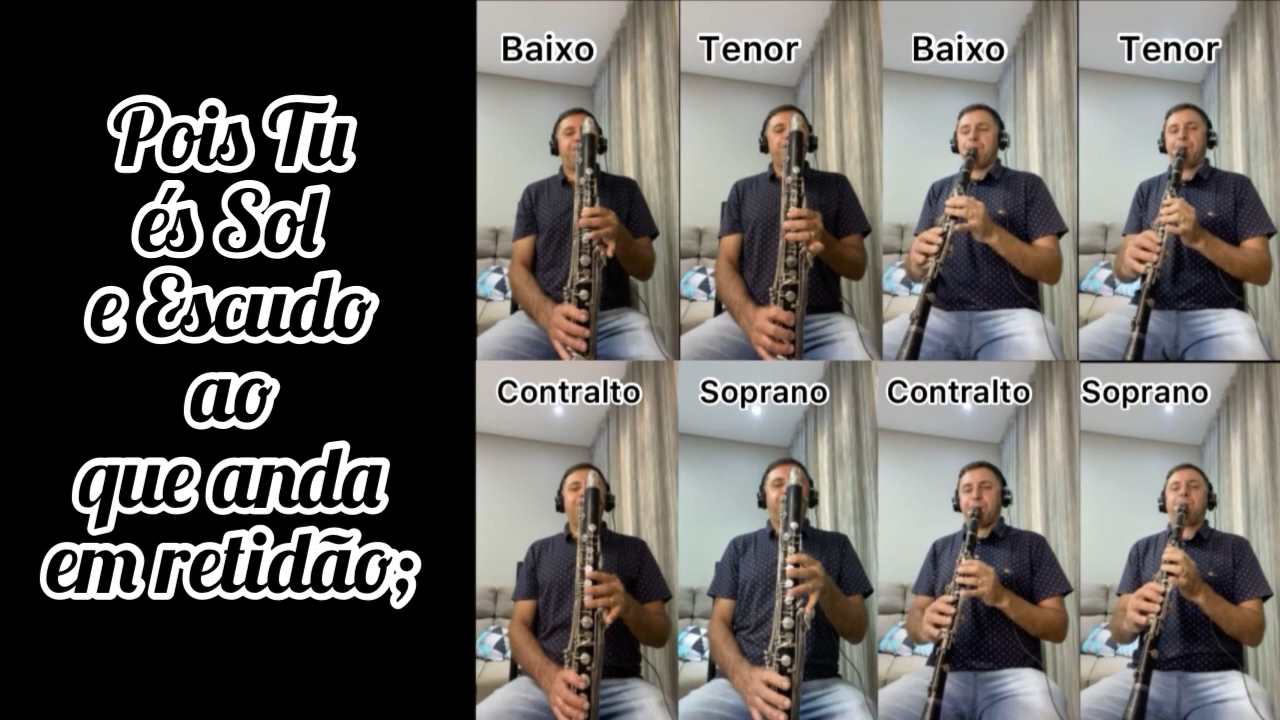 Pois Tu
és Sol
e Escudo
ao
que anda
em retidão;
Baixo
Tenor
Baixo
Tenor
Contralto
Soprano
Contralto
Soprano